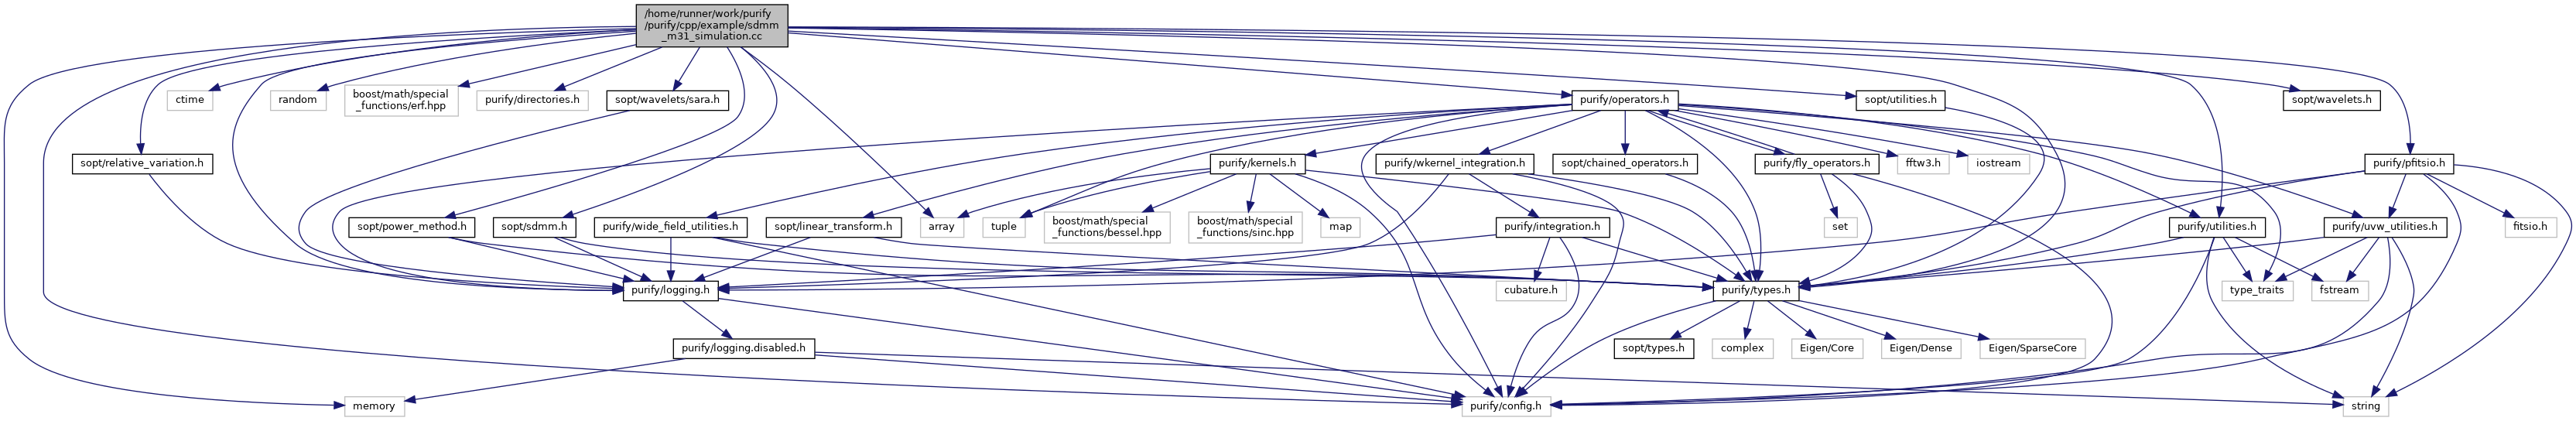 /home/runner/work/purify
/purify/cpp/example/sdmm
_m31_simulation.cc
ctime
random
boost/math/special
_functions/erf.hpp
purify/directories.h
sopt/wavelets/sara.h
purify/operators.h
sopt/utilities.h
sopt/wavelets.h
sopt/relative_variation.h
purify/kernels.h
purify/wkernel_integration.h
sopt/chained_operators.h
purify/fly_operators.h
fftw3.h
iostream
purify/pfitsio.h
sopt/power_method.h
sopt/sdmm.h
purify/wide_field_utilities.h
sopt/linear_transform.h
array
tuple
boost/math/special
_functions/bessel.hpp
boost/math/special
_functions/sinc.hpp
map
purify/integration.h
set
purify/utilities.h
purify/uvw_utilities.h
fitsio.h
purify/logging.h
cubature.h
purify/types.h
type_traits
fstream
purify/logging.disabled.h
sopt/types.h
complex
Eigen/Core
Eigen/Dense
Eigen/SparseCore
memory
purify/config.h
string